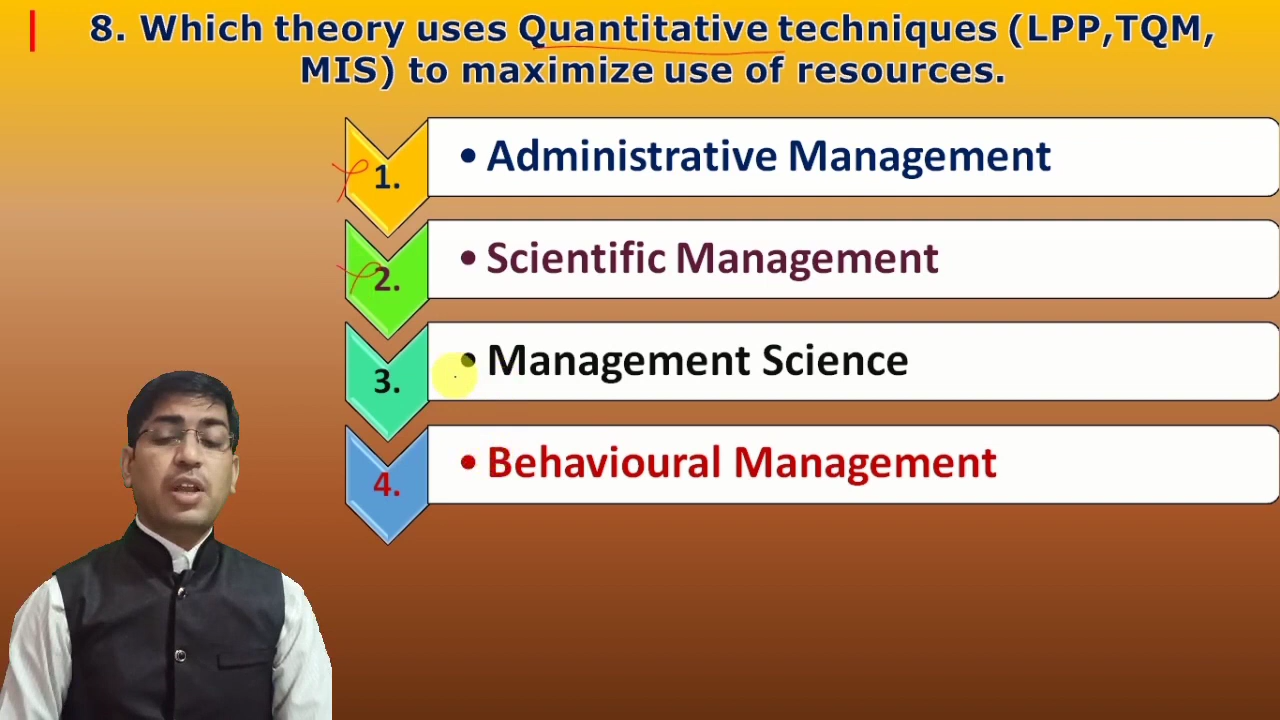 8. Which theory uses Quantitative techniques (LPP,TQM,
MIS) to maximize use of resources.
1.
• Administrative Management
2.
• Scientific Management
3.
• Management Science
4.
• Behavioural Management